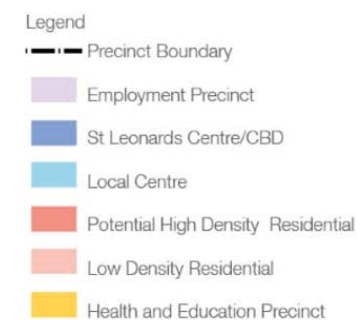 Legend
Precinct Boundary
Employment Precinct
St Leonards Centre/CBD
Local Centre
Potential High Density Residential
Low Density Residential
Health and Education Precinct